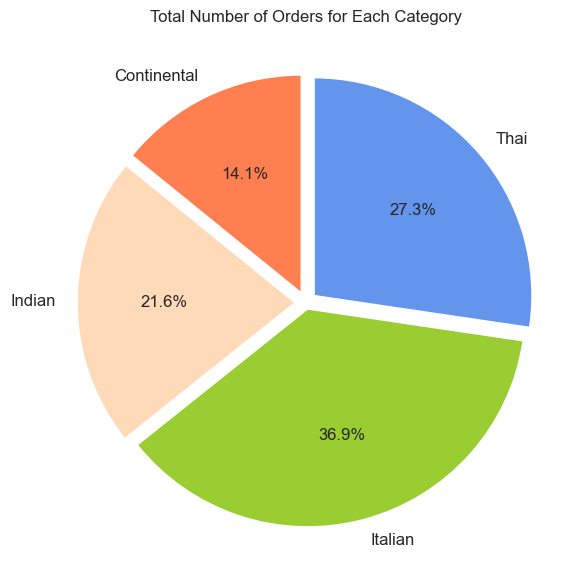 Total Number of Orders for Each Category
Continental
Thai
14.1%
27.3%
Indian
21.6%
36.9%
Italian